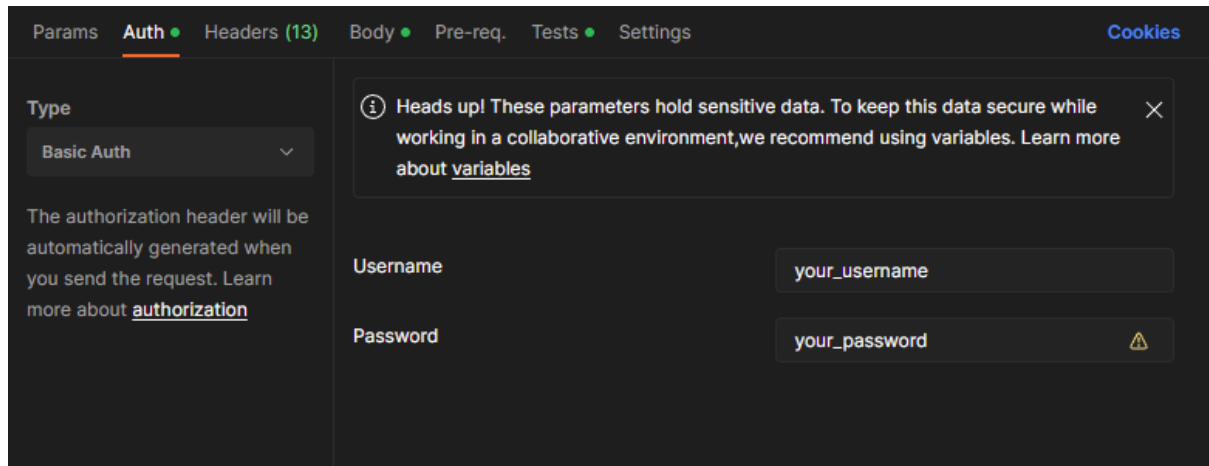 Params Auth Headers (13) Body Pre-req. Tests Settings Cookies
Type
Basic Auth
The authorization header will be
automatically generated when
you send the request. Learn
more about authorization
Heads up! These parameters hold sensitive data. To keep this data secure while
working in a collaborative environment,we recommend using variables. Learn more
about variables
Username your_username
Password your_password